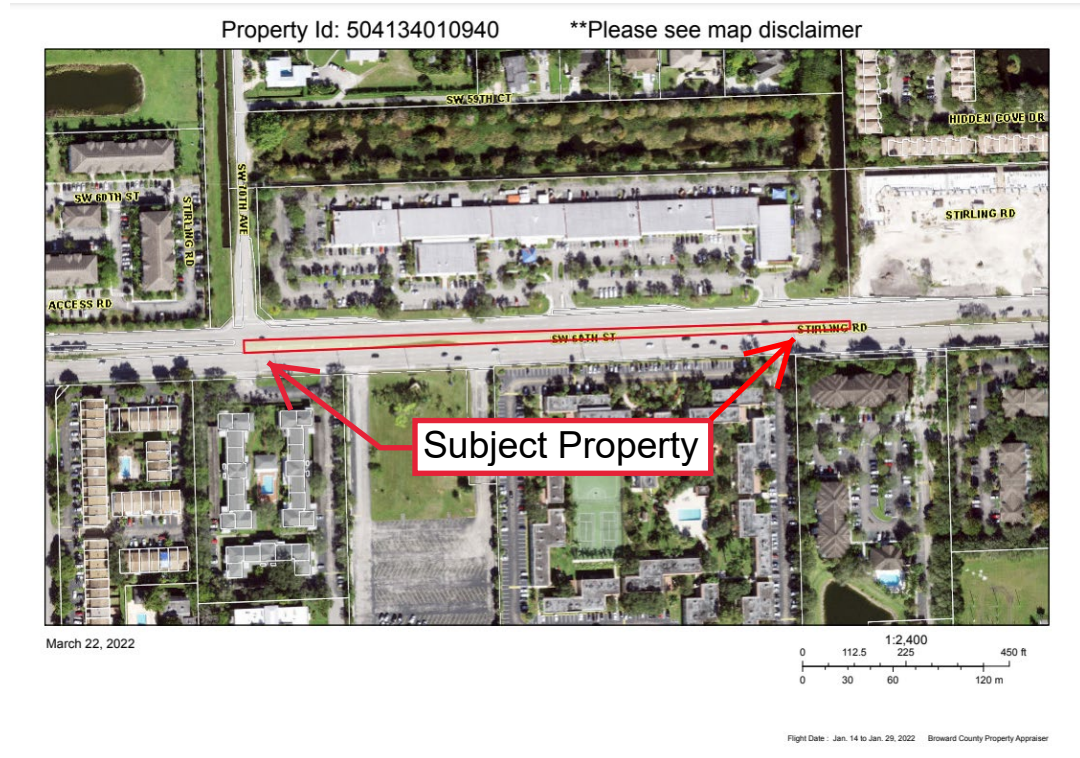 Property Id: 504134010940 **Please see map disclaimer
SW 59TH CT
HIDDEN COVE DR
SW 60TH ST
SW 70TH AVE
STIRLING RD
STIRLING RD
ACCESS RD
SW 60TH ST
STIRLING RD
Subject Property
March 22, 2022
1:2,400
0 112.5 225 450 ft
0 30 60 120 m
Flight Date : Jan. 14 to Jan. 29, 2022 Broward County Property Appraiser